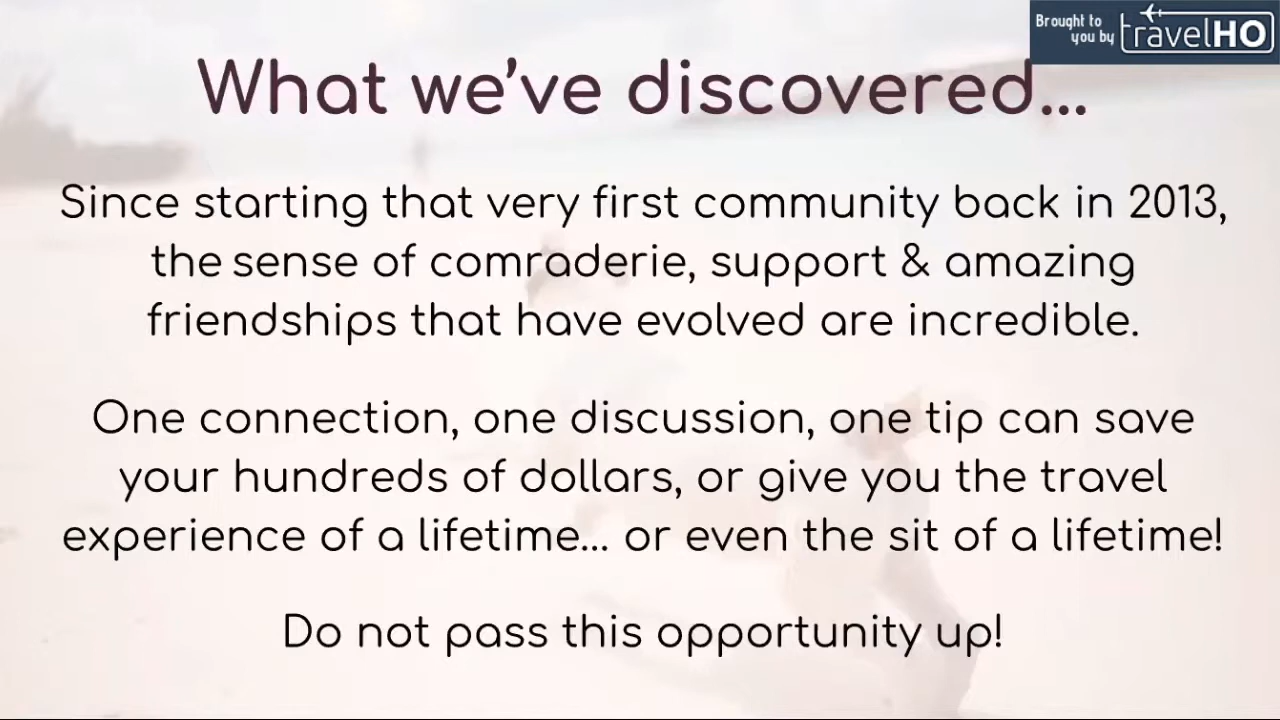 Brought to
you by travelHO
What we’ve discovered...
Since starting that very first community back in 2013,
the sense of comraderie, support & amazing
friendships that have evolved are incredible.
One connection, one discussion, one tip can save
your hundreds of dollars, or give you the travel
experience of a lifetime... or even the sit of a lifetime!
Do not pass this opportunity up!